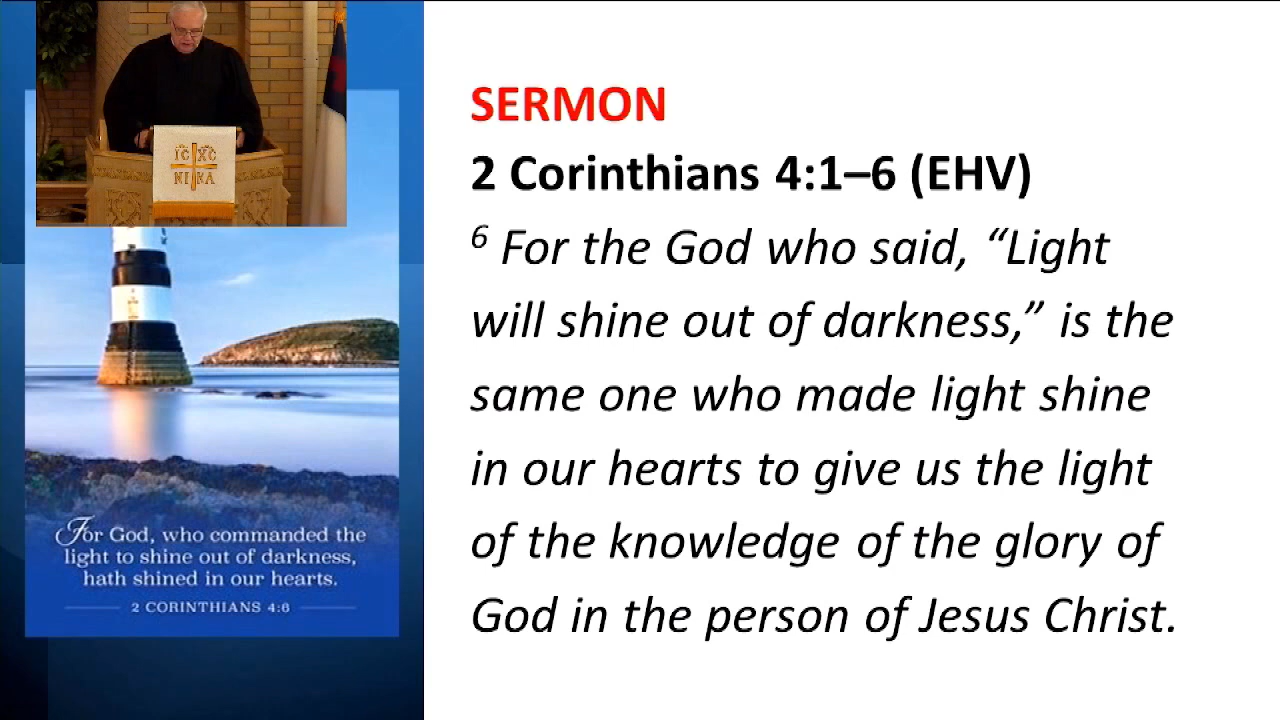 SERMON
2 Corinthians 4:1–6 (EHV)
6 For the God who said, “Light
will shine out of darkness,” is the
same one who made light shine
in our hearts to give us the light
of the knowledge of the glory of
God in the person of Jesus Christ.
IC XC
NI KA
For God, who commanded the
light to shine out of darkness,
hath shined in our hearts.
2 CORINTHIANS 4:6